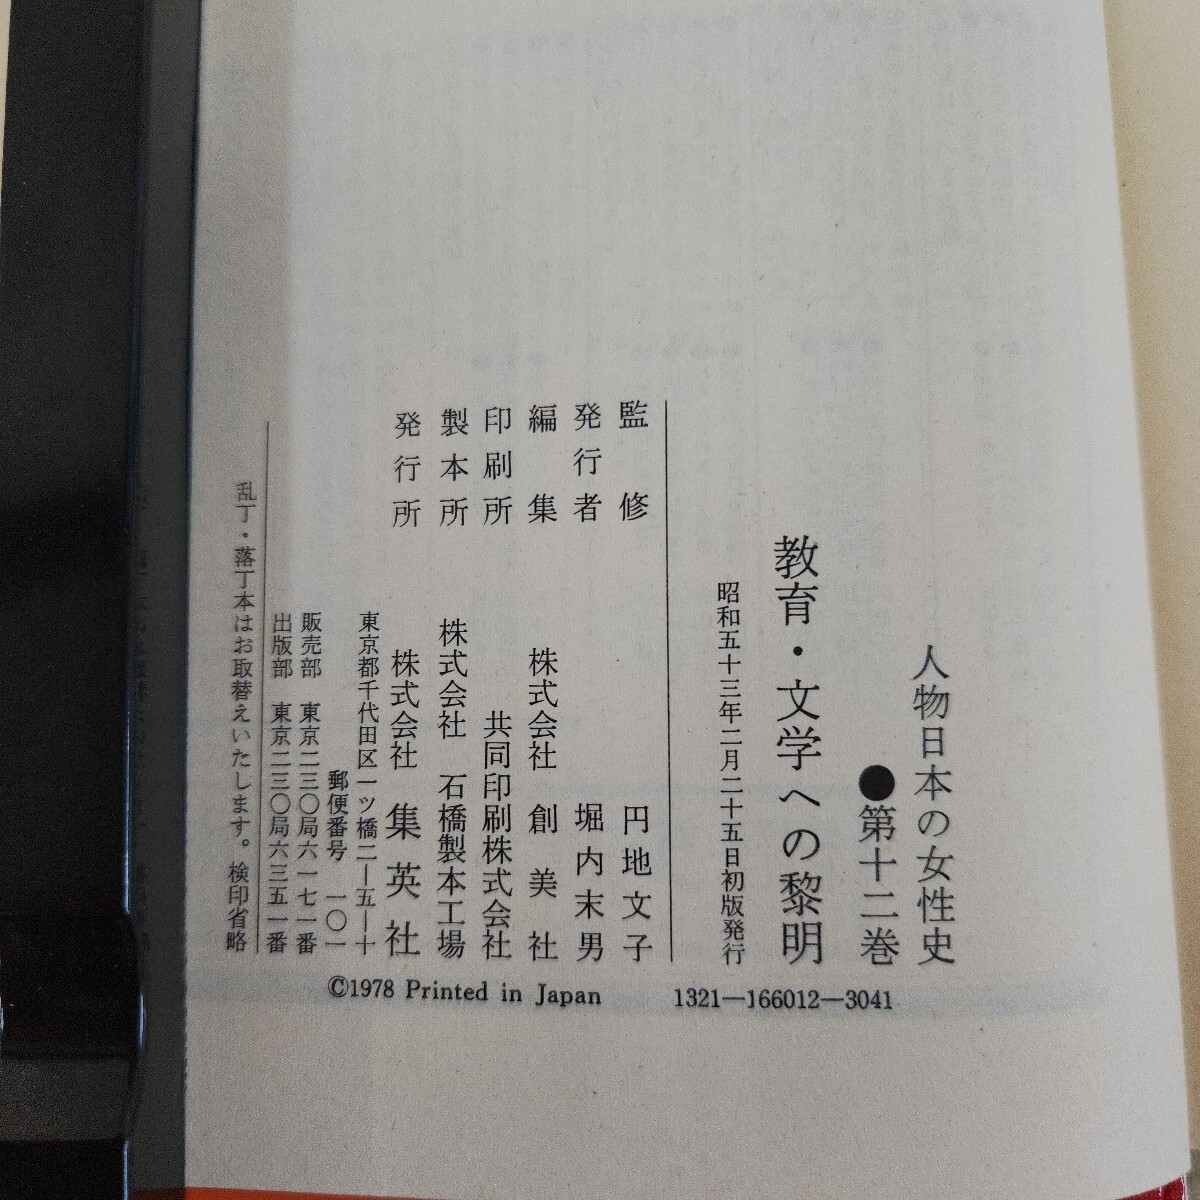 人物日本の女性史
●第十二巻
教育・文学への黎明
昭和五十三年二月二十五日初版発行
監修 円地文子
発行者 堀内末男
編集 株式会社 創美社
印刷所 共同印刷株式会社
製本所 株式会社 石橋製本工場
発行所 株式会社 集英社
東京都千代田区一ツ橋二ー五ー十
郵便番号 一〇一
販売部 東京二三〇局六一七一番
出版部 東京二三〇局六三五一番
乱丁・落丁本はお取替えいたします。検印省略
©1978 Printed in Japan
1321—166012—3041